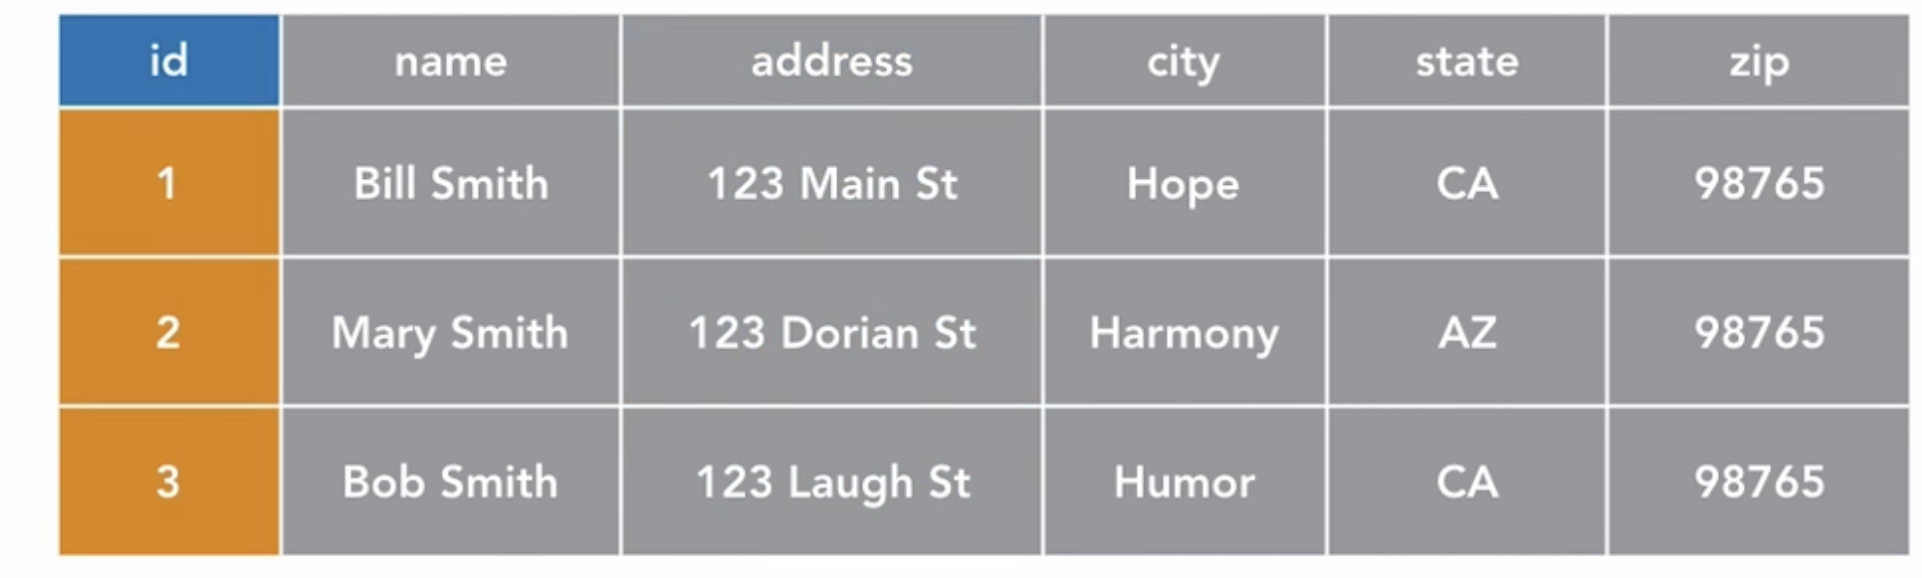 id name address city state zip
1 Bill Smith 123 Main St Hope CA 98765
2 Mary Smith 123 Dorian St Harmony AZ 98765
3 Bob Smith 123 Laugh St Humor CA 98765